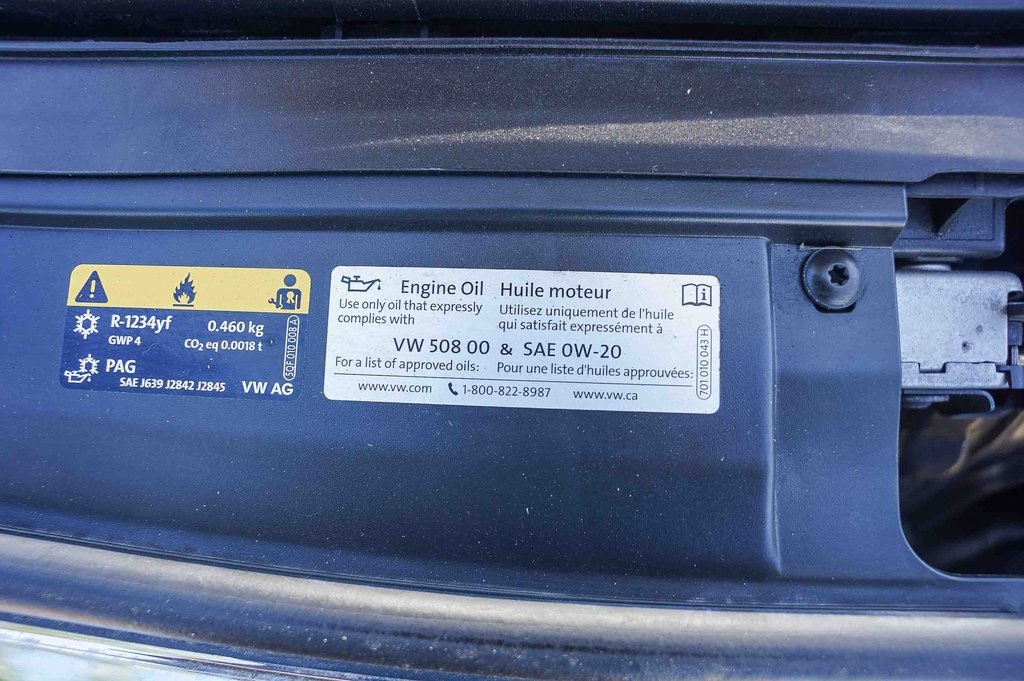 R-1234yf 0.460 kg
GWP 4 CO₂ eq 0.0018 t
PAG
SAE J639 J2842 J2845 VW AG
5QF 010 008 A
Engine Oil Huile moteur
Use only oil that expressly
complies with
Utilisez uniquement de l'huile
qui satisfait expressément à
VW 508 00 & SAE 0W-20
For a list of approved oils: Pour une liste d'huiles approuvées:
www.vw.com 1-800-822-8987 www.vw.ca
701 010 043 H